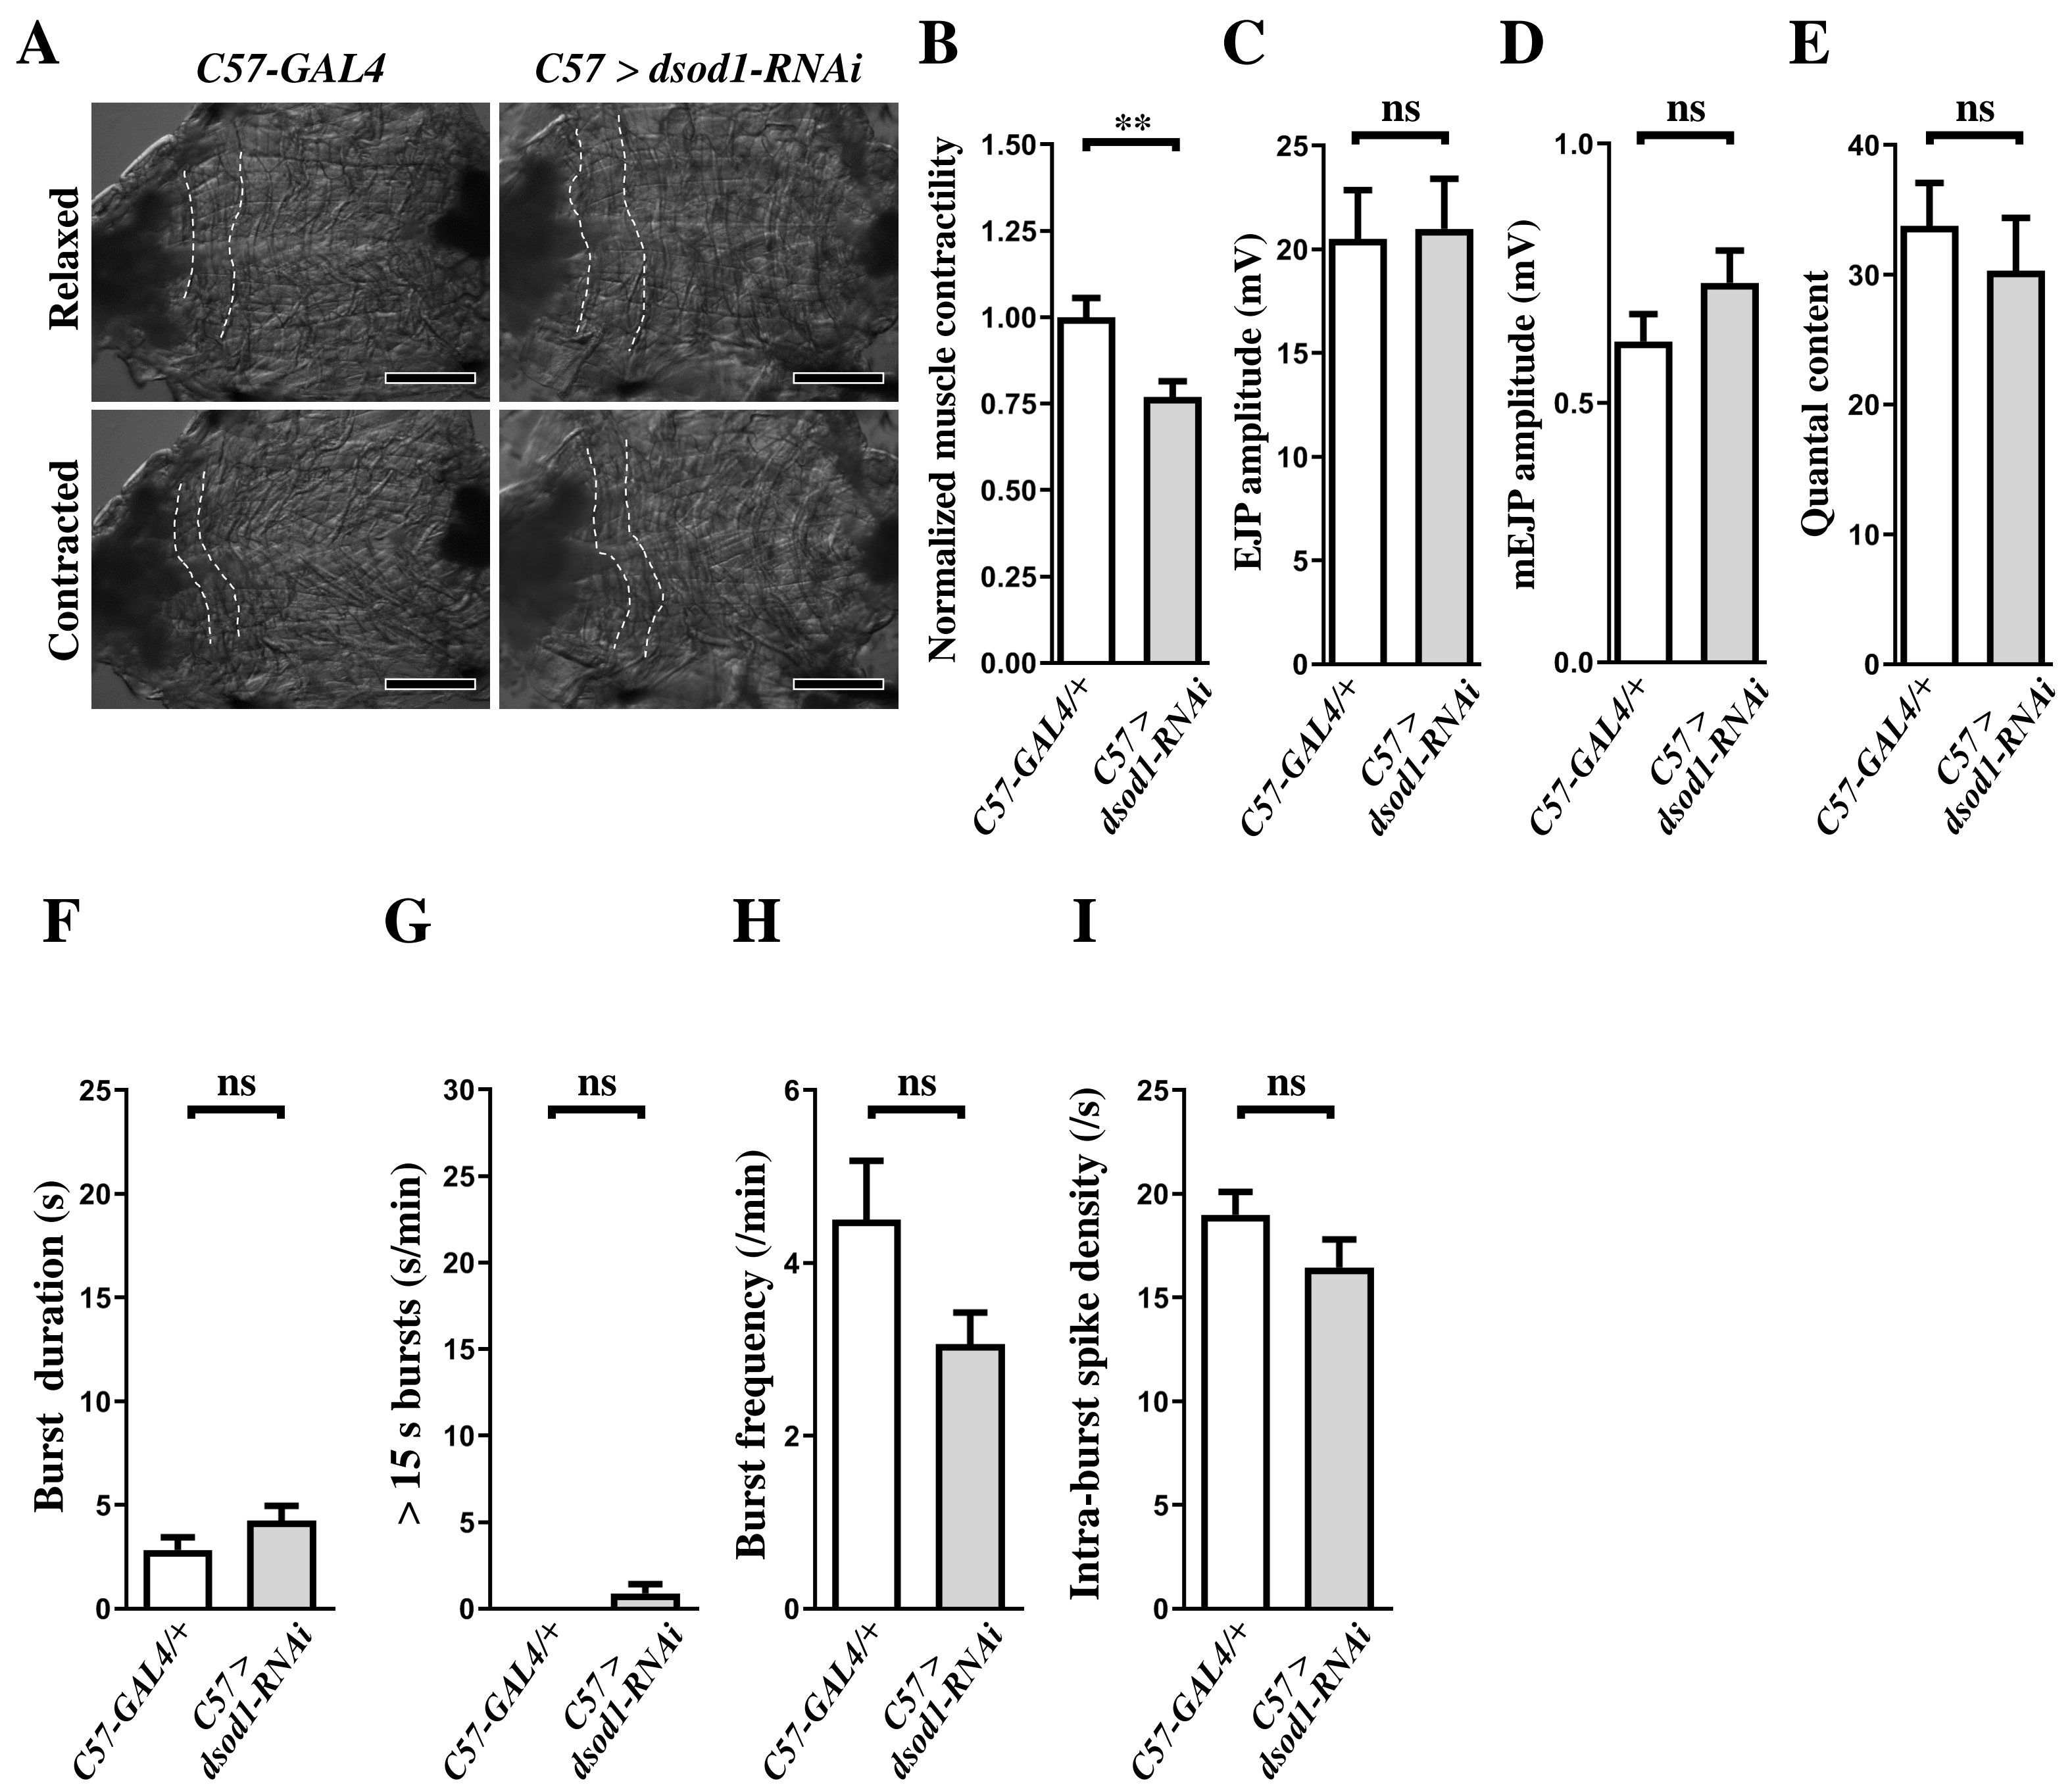 A
C57-GAL4
C57 > dsod1-RNAi
Relaxed
Contracted
B
**
Normalized muscle contractility
1.50
1.25
1.00
0.75
0.50
0.25
0.00
C57-GAL4/+
C57 >
dsod1-RNAi
C
ns
EJP amplitude (mV)
25
20
15
10
5
0
C57-GAL4/+
C57 >
dsod1-RNAi
D
ns
mEJP amplitude (mV)
1.0
0.5
0.0
C57-GAL4/+
C57 >
dsod1-RNAi
E
ns
Quantal content
40
30
20
10
0
C57-GAL4/+
C57 >
dsod1-RNAi
F
ns
Burst duration (s)
25
20
15
10
5
0
C57-GAL4/+
C57 >
dsod1-RNAi
G
ns
> 15 s bursts (s/min)
30
25
20
15
10
5
0
C57-GAL4/+
C57 >
dsod1-RNAi
H
ns
Burst frequency (/min)
6
4
2
0
C57-GAL4/+
C57 >
dsod1-RNAi
I
ns
Intra-burst spike density (/s)
25
20
15
10
5
0
C57-GAL4/+
C57 >
dsod1-RNAi